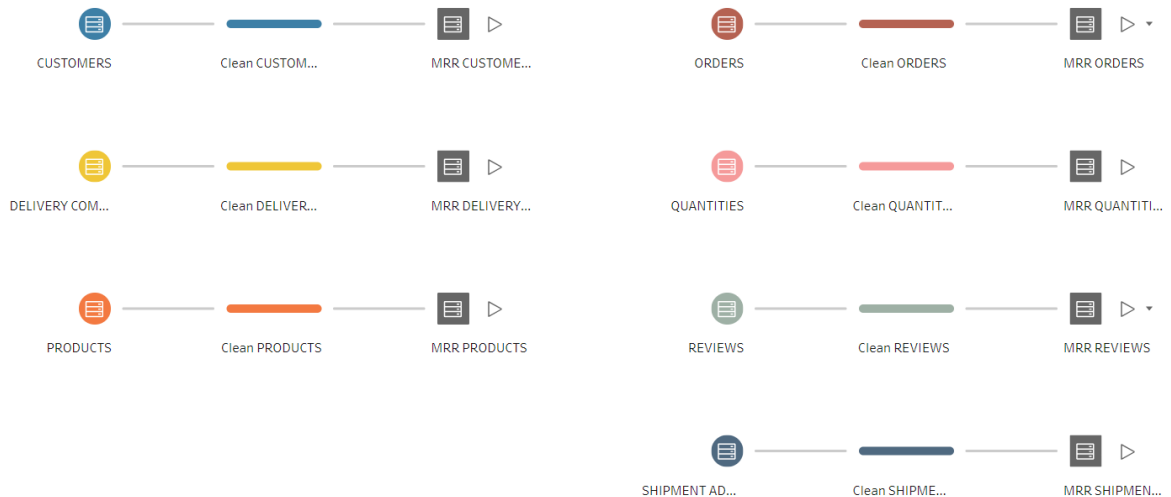 CUSTOMERS
Clean CUSTOM...
MRR CUSTOME...
ORDERS
Clean ORDERS
MRR ORDERS
DELIVERY COM...
Clean DELIVER...
MRR DELIVERY...
QUANTITIES
Clean QUANTIT...
MRR QUANTITI...
PRODUCTS
Clean PRODUCTS
MRR PRODUCTS
REVIEWS
Clean REVIEWS
MRR REVIEWS
SHIPMENT AD...
Clean SHIPME...
MRR SHIPMEN...